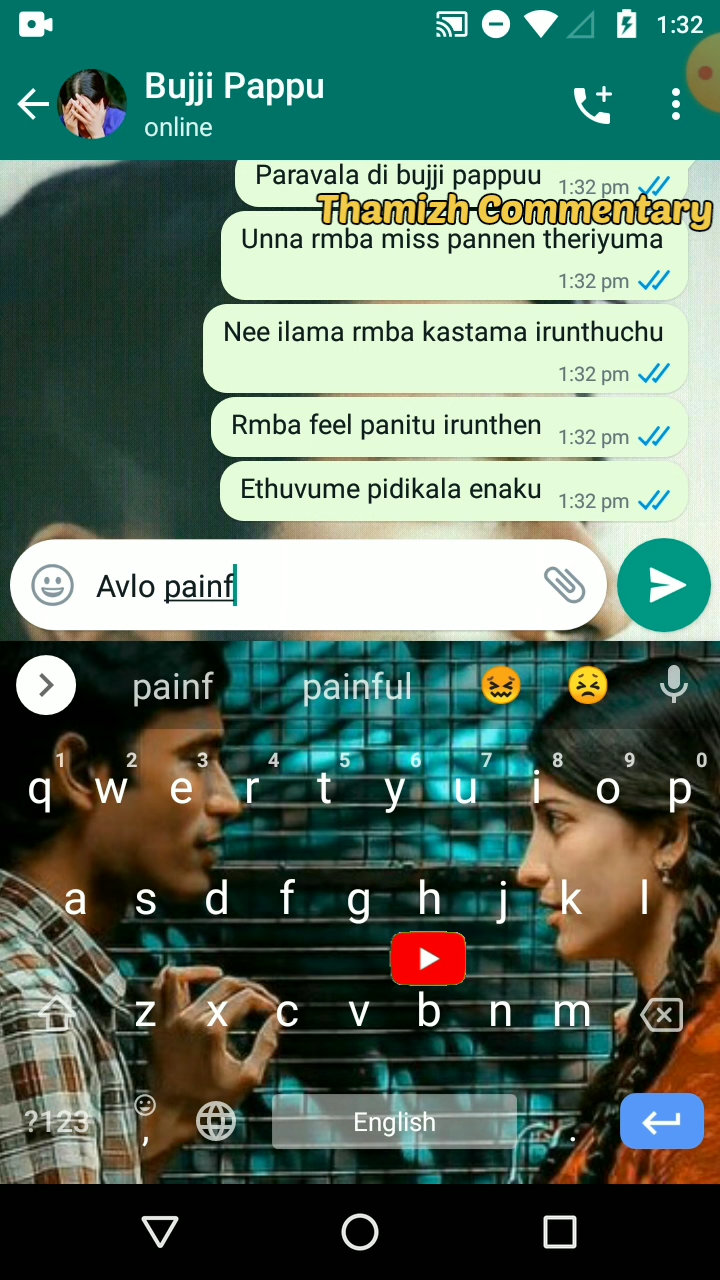 1:32
Bujji Pappu
online
Paravala di bujji pappuu 1:32 pm
Thamizh Commentary
Unna rmba miss pannen theriyuma
1:32 pm
Nee ilama rmba kastama irunthuchu
1:32 pm
Rmba feel panitu irunthen 1:32 pm
Ethuvume pidikala enaku 1:32 pm
Avlo painf
painf painful
1 2 3 4 5 6 7 8 9 0
q w e r t y u i o p
a s d f g h j k l
z x c v b n m
?123 , English .